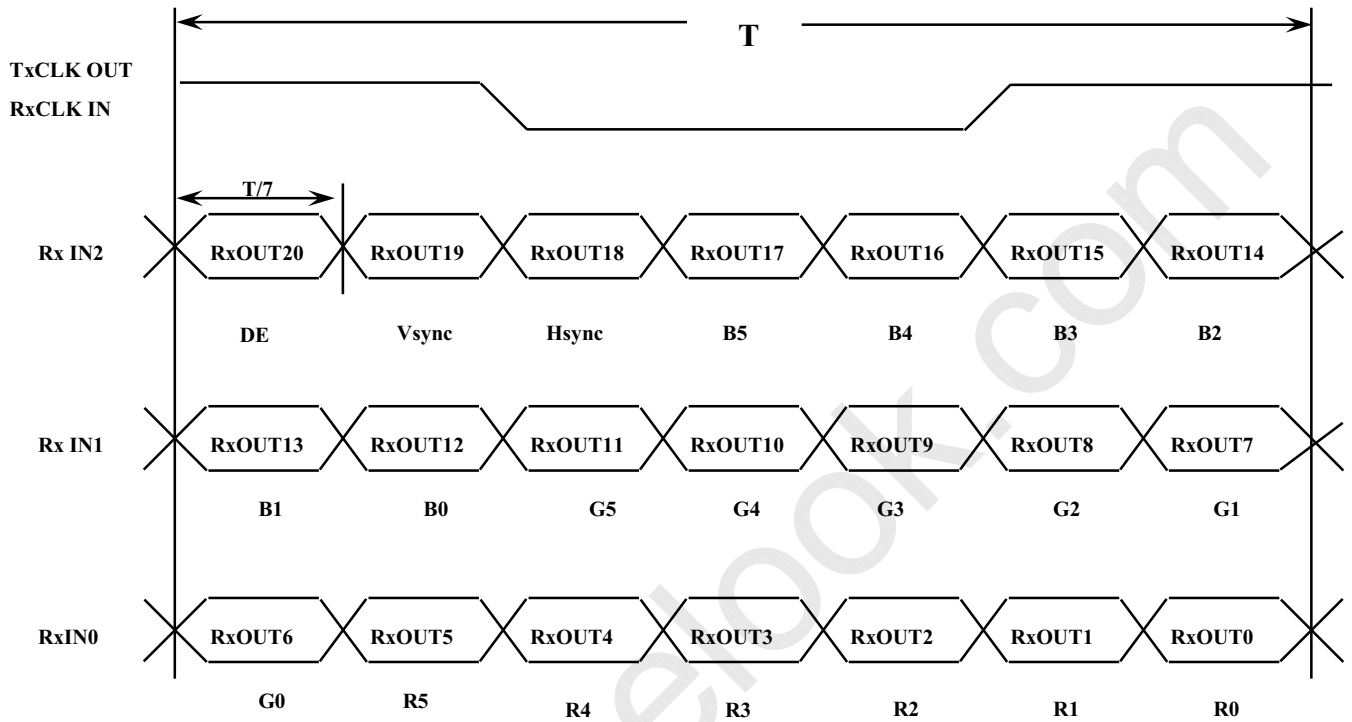 T
TxCLK OUT
RxCLK IN
T/7
Rx IN2 RxOUT20 RxOUT19 RxOUT18 RxOUT17 RxOUT16 RxOUT15 RxOUT14
DE Vsync Hsync B5 B4 B3 B2
Rx IN1 RxOUT13 RxOUT12 RxOUT11 RxOUT10 RxOUT9 RxOUT8 RxOUT7
B1 B0 G5 G4 G3 G2 G1
RxIN0 RxOUT6 RxOUT5 RxOUT4 RxOUT3 RxOUT2 RxOUT1 RxOUT0
G0 R5 R4 R3 R2 R1 R0
elook.com